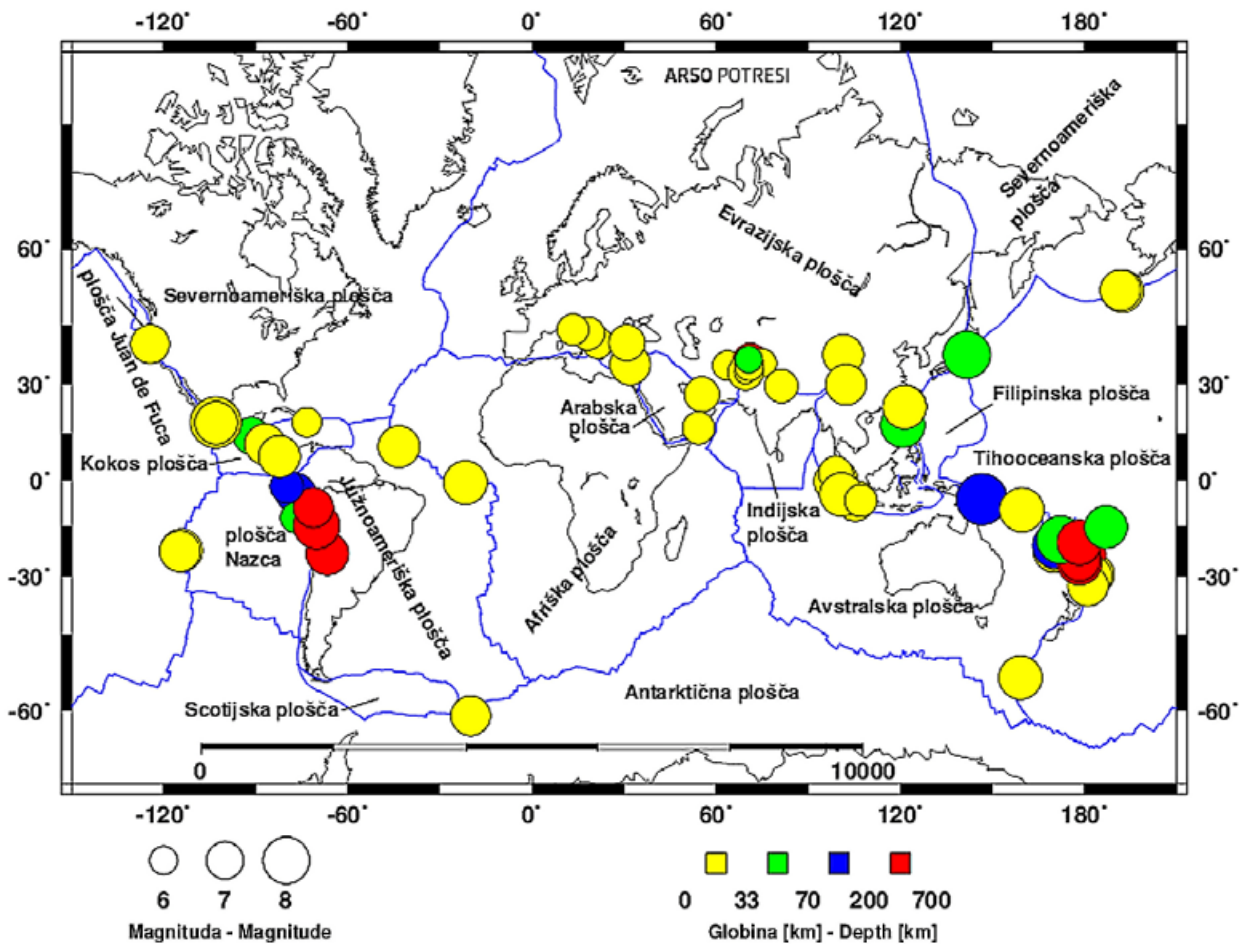 -120° -60° 0° 60° 120° 180°
ARSO POTRESI
Severnoameriška
plošča
Evrazijska plošča
60° 60°
Severnoameriška plošča
plošča Juan de Fuca
30° 30°
Filipinska plošča
Arabska
plošča
Kokos plošča
Tihooceanska plošča
0° 0°
Južnoameriška plošča
Indijska
plošča
plošča
Nazca
Afriška plošča
-30° -30°
Avstralska plošča
Antarktična plošča
Scotijska plošča
-60° -60°
0 10000
-120° -60° 0° 60° 120° 180°
6 7 8
Magnituda - Magnitude
0 33 70 200 700
Globina [km] - Depth [km]